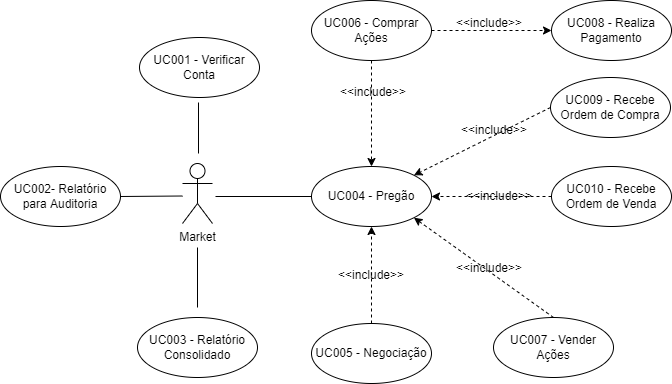 UC006 - Comprar
Ações
<<include>>
UC008 - Realiza
Pagamento
UC001 - Verificar
Conta
<<include>>
UC009 - Recebe
Ordem de Compra
<<include>>
UC002- Relatório
para Auditoria
Market
UC004 - Pregão
<<include>>
UC010 - Recebe
Ordem de Venda
<<include>>
<<include>>
UC003 - Relatório
Consolidado
UC005 - Negociação
UC007 - Vender
Ações